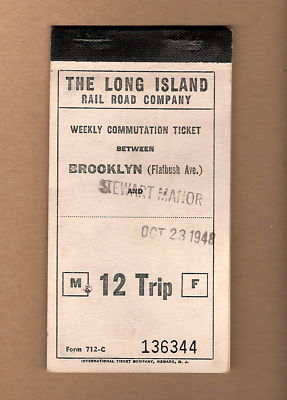 THE LONG ISLAND
RAIL ROAD COMPANY
WEEKLY COMMUTATION TICKET
BETWEEN
BROOKLYN (Flatbush Ave.)
STEWART MANOR
AND
OCT 23 1948
M 12 Trip F
Form 712-C 136344
INTERNATIONAL TICKET COMPANY, NEWARK, N. J.